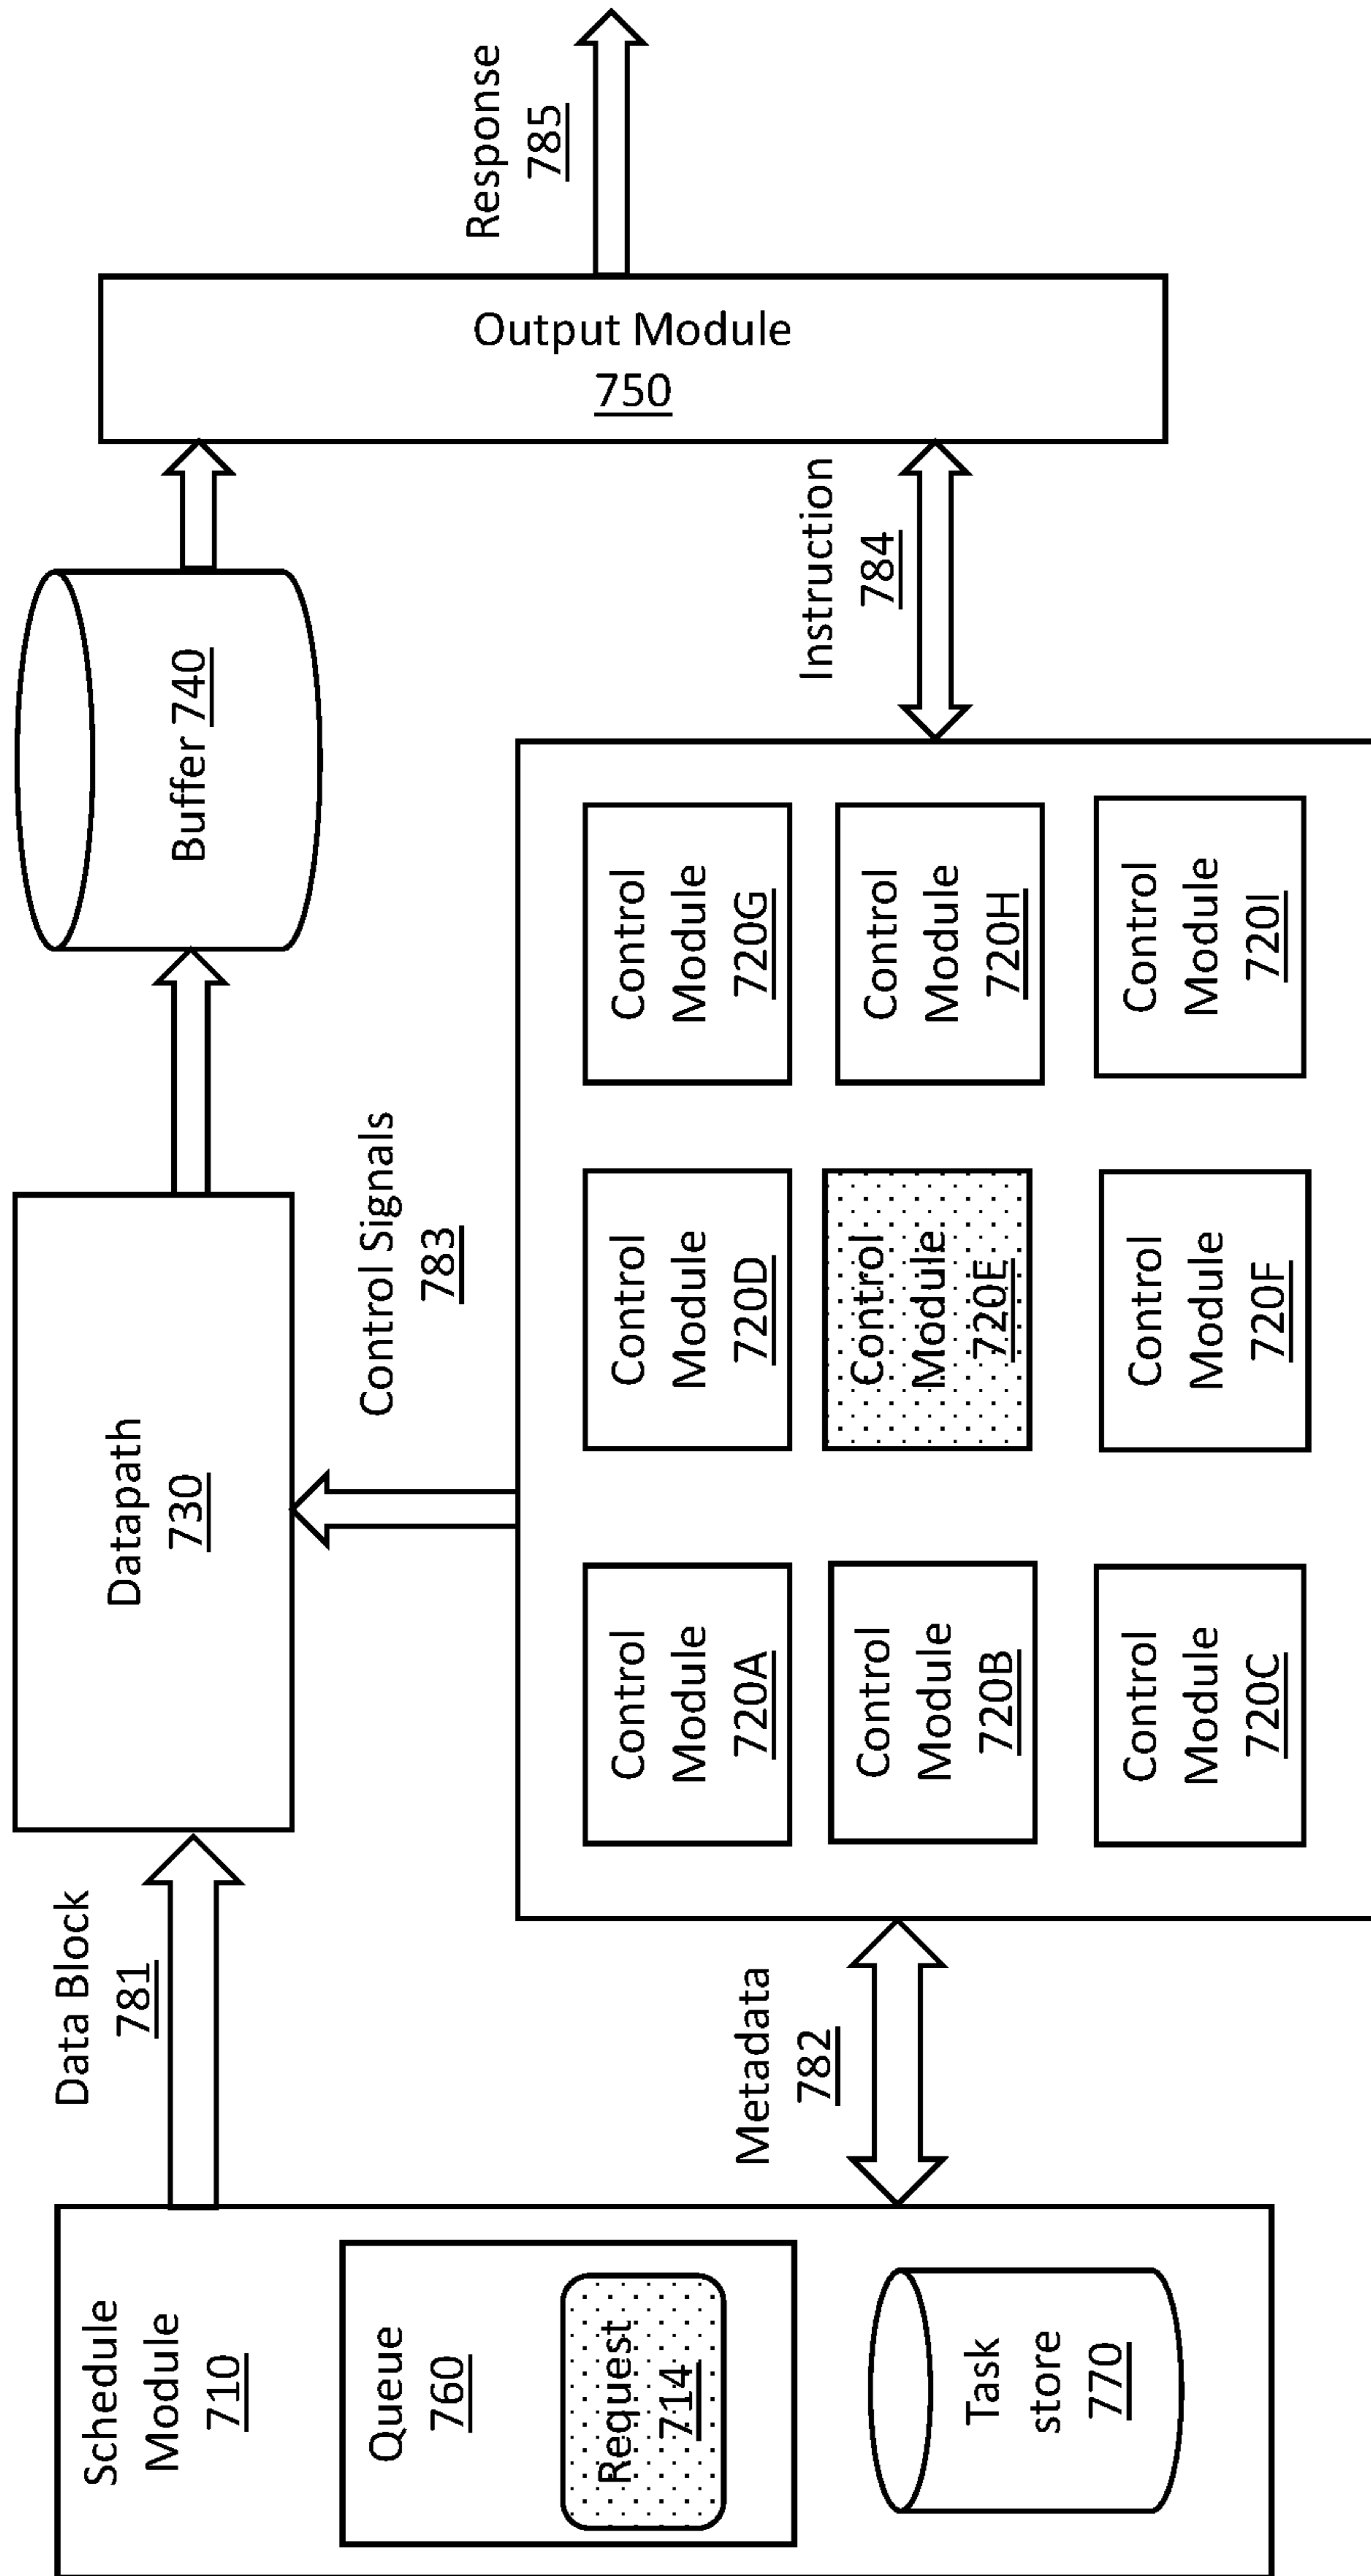 Schedule
Module
710
Queue
760
Request
714
Task
store
770
Data Block
781
Metadata
782
Datapath
730
Control Signals
783
Control
Module
720A
Control
Module
720B
Control
Module
720C
Control
Module
720D
Control
Module
720E
Control
Module
720F
Control
Module
720G
Control
Module
720H
Control
Module
720I
Buffer 740
Instruction
784
Output Module
750
Response
785